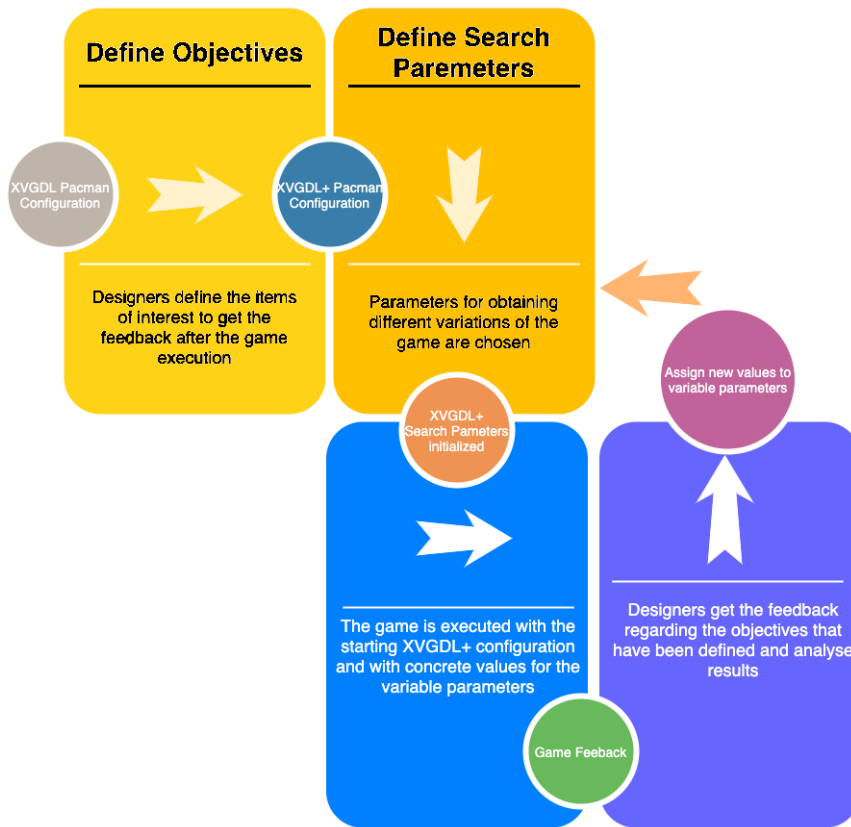 Define Objectives
Define Search
Paremeters
XVGDL Pacman
Configuration
XVGDL+ Pacman
Configuration
Designers define the items
of interest to get the
feedback after the game
execution
Parameters for obtaining
different variations of the
game are chosen
Assign new values to
variable parameters
XVGDL+
Search Pameters
initialized
The game is executed with the
starting XVGDL+ configuration
and with concrete values for the
variable parameters
Designers get the feedback
regarding the objectives that
have been defined and analyse
results
Game Feeback